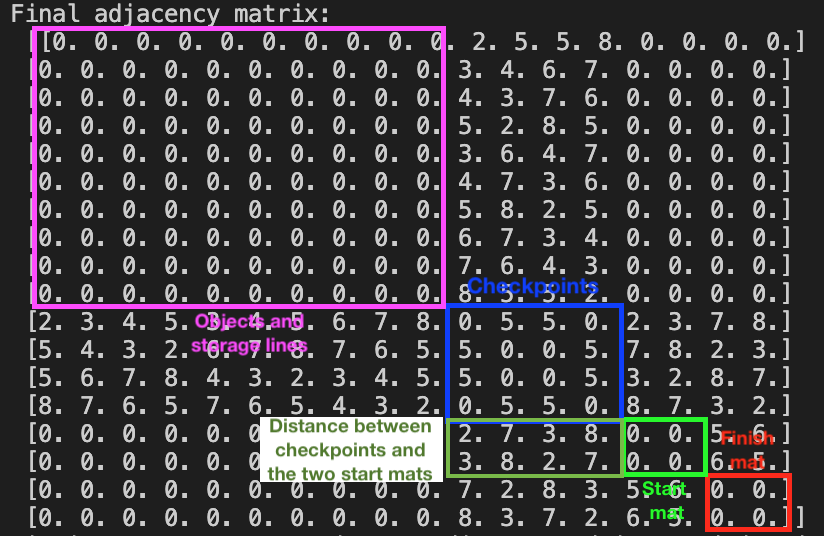 Final adjacency matrix:
[[0. 0. 0. 0. 0. 0. 0. 0. 0. 0. 2. 5. 5. 8. 0. 0. 0. 0.]
[0. 0. 0. 0. 0. 0. 0. 0. 0. 0. 3. 4. 6. 7. 0. 0. 0. 0.]
[0. 0. 0. 0. 0. 0. 0. 0. 0. 0. 4. 3. 7. 6. 0. 0. 0. 0.]
[0. 0. 0. 0. 0. 0. 0. 0. 0. 0. 5. 2. 8. 5. 0. 0. 0. 0.]
[0. 0. 0. 0. 0. 0. 0. 0. 0. 0. 3. 6. 4. 7. 0. 0. 0. 0.]
[0. 0. 0. 0. 0. 0. 0. 0. 0. 0. 4. 7. 3. 6. 0. 0. 0. 0.]
[0. 0. 0. 0. 0. 0. 0. 0. 0. 0. 5. 8. 2. 5. 0. 0. 0. 0.]
[0. 0. 0. 0. 0. 0. 0. 0. 0. 0. 6. 7. 3. 4. 0. 0. 0. 0.]
[0. 0. 0. 0. 0. 0. 0. 0. 0. 0. 7. 6. 4. 3. 0. 0. 0. 0.]
Checkpoints
[0. 0. 0. 0. 0. 0. 0. 0. 0. 0. 8. 5. 5. 2. 0. 0. 0. 0.]
[2. 3. 4. 5. 3. 4. 5. 6. 7. 8. 0. 5. 5. 0. 2. 3. 7. 8.]
Objects and
storage lines
[5. 4. 3. 2. 6. 7. 8. 7. 6. 5. 5. 0. 0. 5. 7. 8. 2. 3.]
[5. 6. 7. 8. 4. 3. 2. 3. 4. 5. 5. 0. 0. 5. 3. 2. 8. 7.]
[8. 7. 6. 5. 7. 6. 5. 4. 3. 2. 0. 5. 5. 0. 8. 7. 3. 2.]
Distance between
checkpoints and
the two start mats
[0. 0. 0. 0. 0. 2. 7. 3. 8. 0. 0. 5. 6.]
Finish
mat
[0. 0. 0. 0. 0. 3. 8. 2. 7. 0. 0. 6. 5.]
Start
mat
[0. 0. 0. 0. 0. 0. 0. 0. 0. 0. 7. 2. 8. 3. 5. 6. 0. 0.]
[0. 0. 0. 0. 0. 0. 0. 0. 0. 0. 8. 3. 7. 2. 6. 5. 0. 0.]]